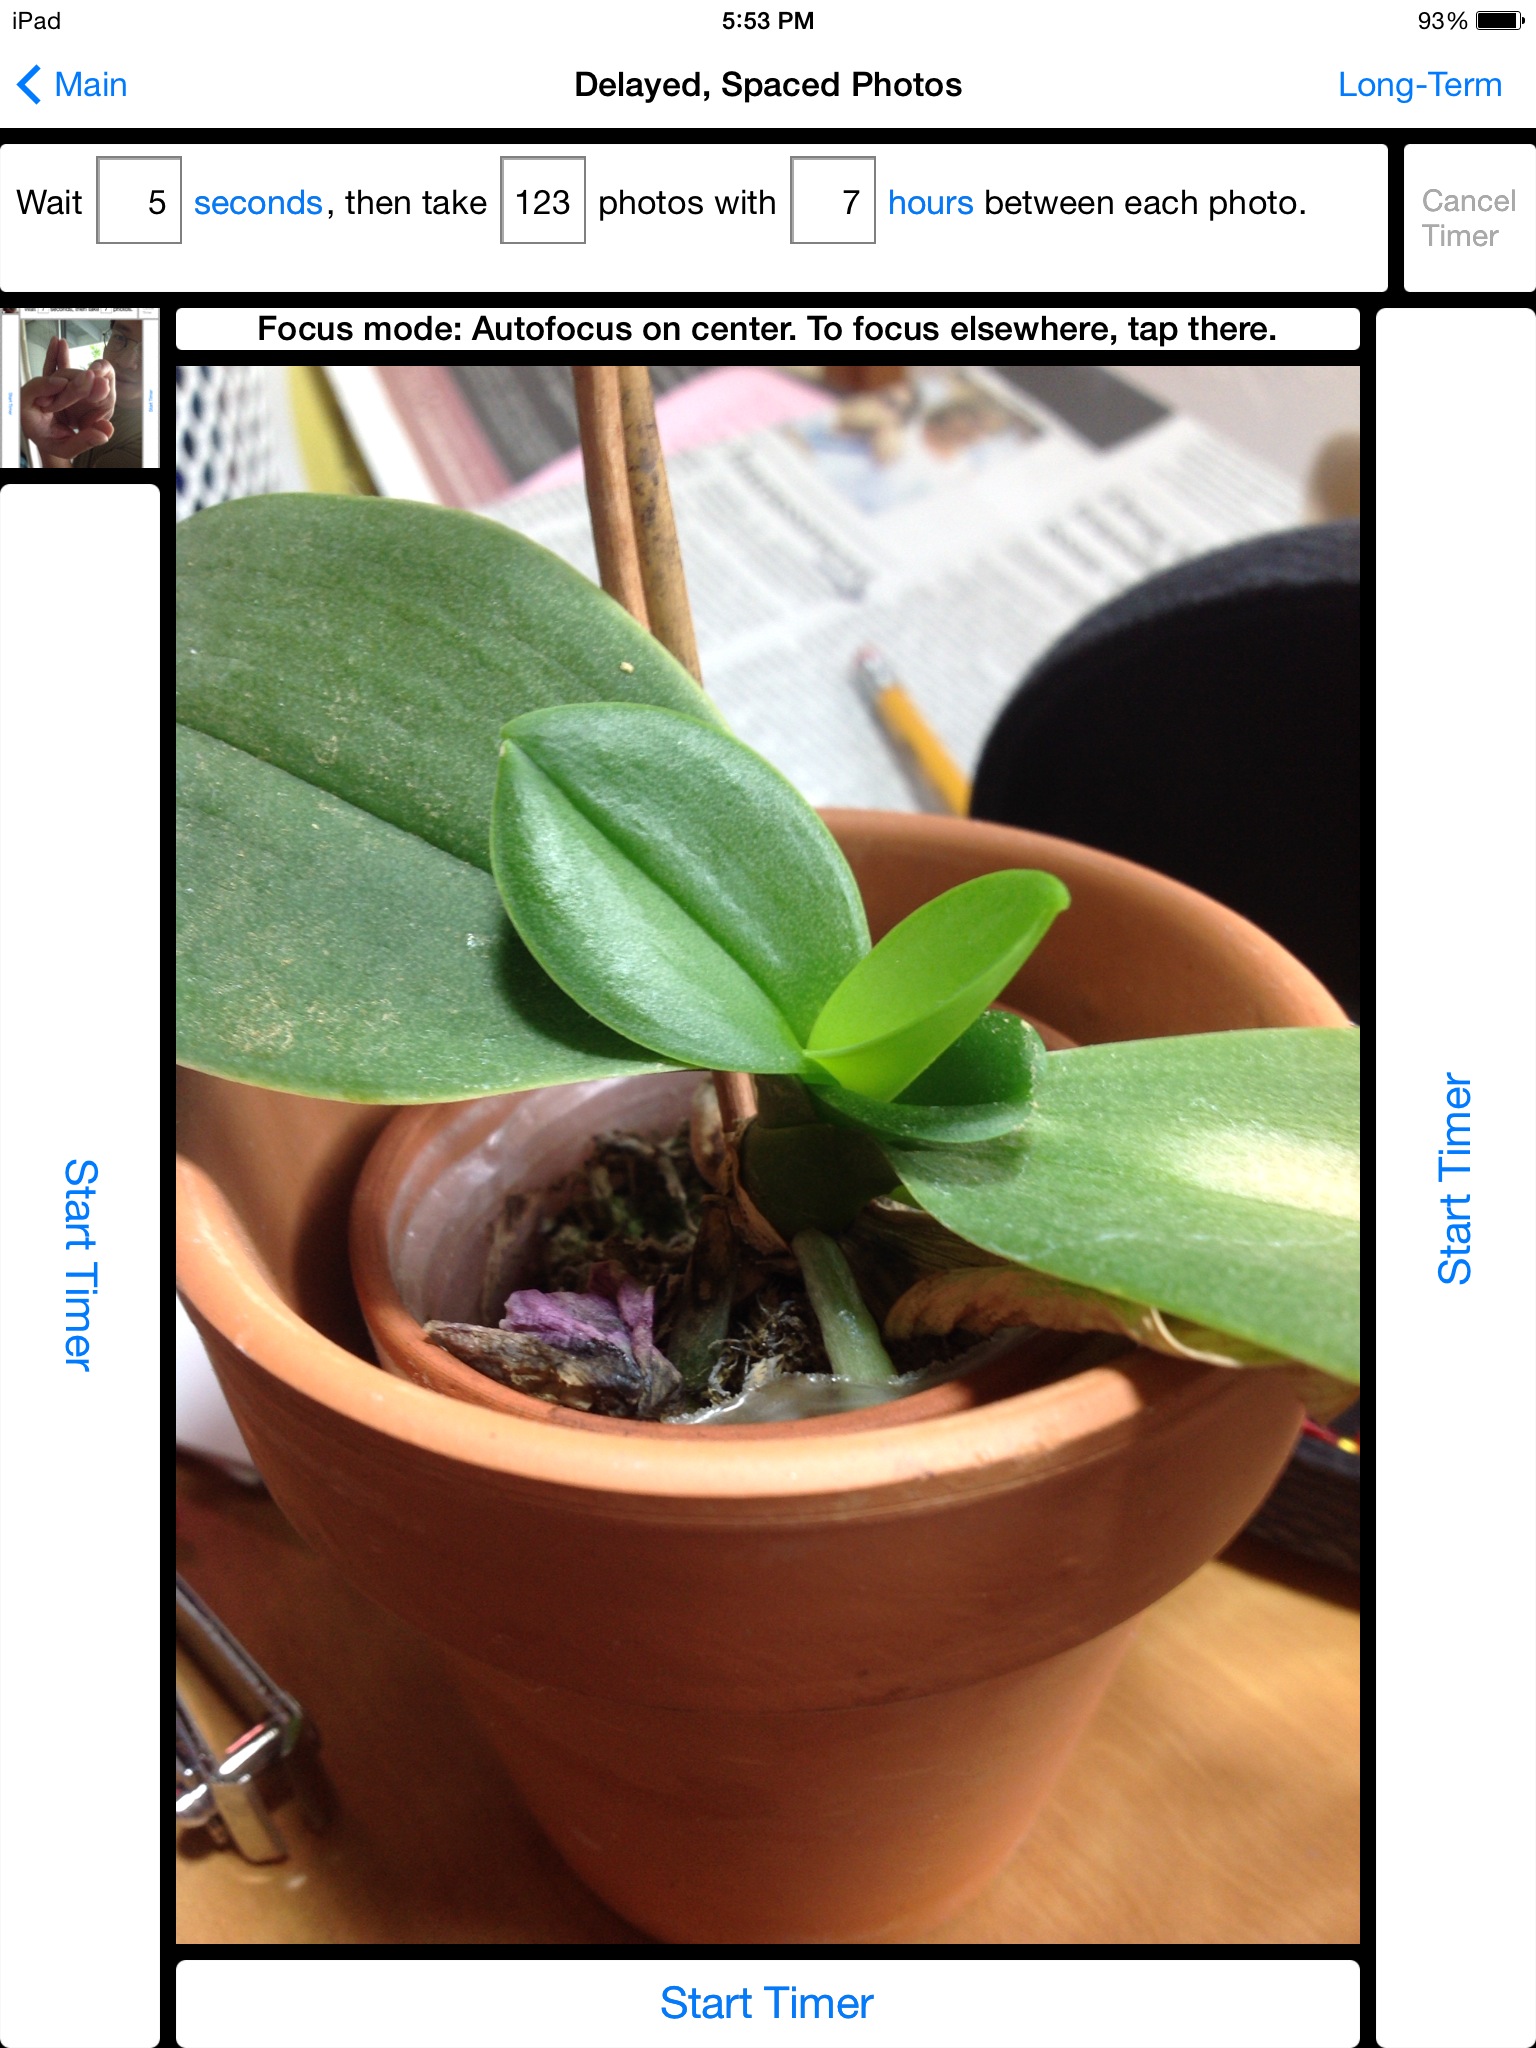 iPad 5:53 PM 93%
Main Delayed, Spaced Photos Long-Term
Wait 5 seconds, then take 123 photos with 7 hours between each photo.
Cancel
Timer
Focus mode: Autofocus on center. To focus elsewhere, tap there.
Start Timer
Start Timer
Start Timer